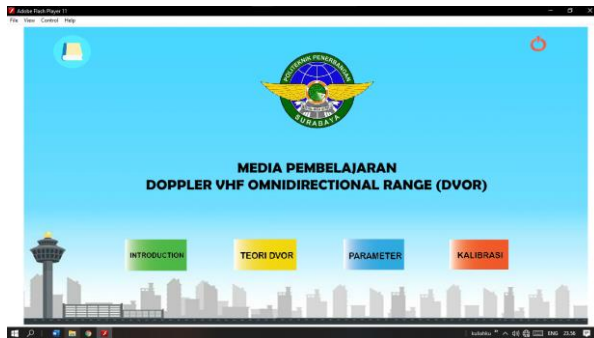 Adobe Flash Player 11
File View Control Help
POLITEKNIK PENERBANGAN
SURABAYA
MEDIA PEMBELAJARAN
DOPPLER VHF OMNIDIRECTIONAL RANGE (DVOR)
INTRODUCTION
TEORI DVOR
PARAMETER
KALIBRASI
ENG 23.56